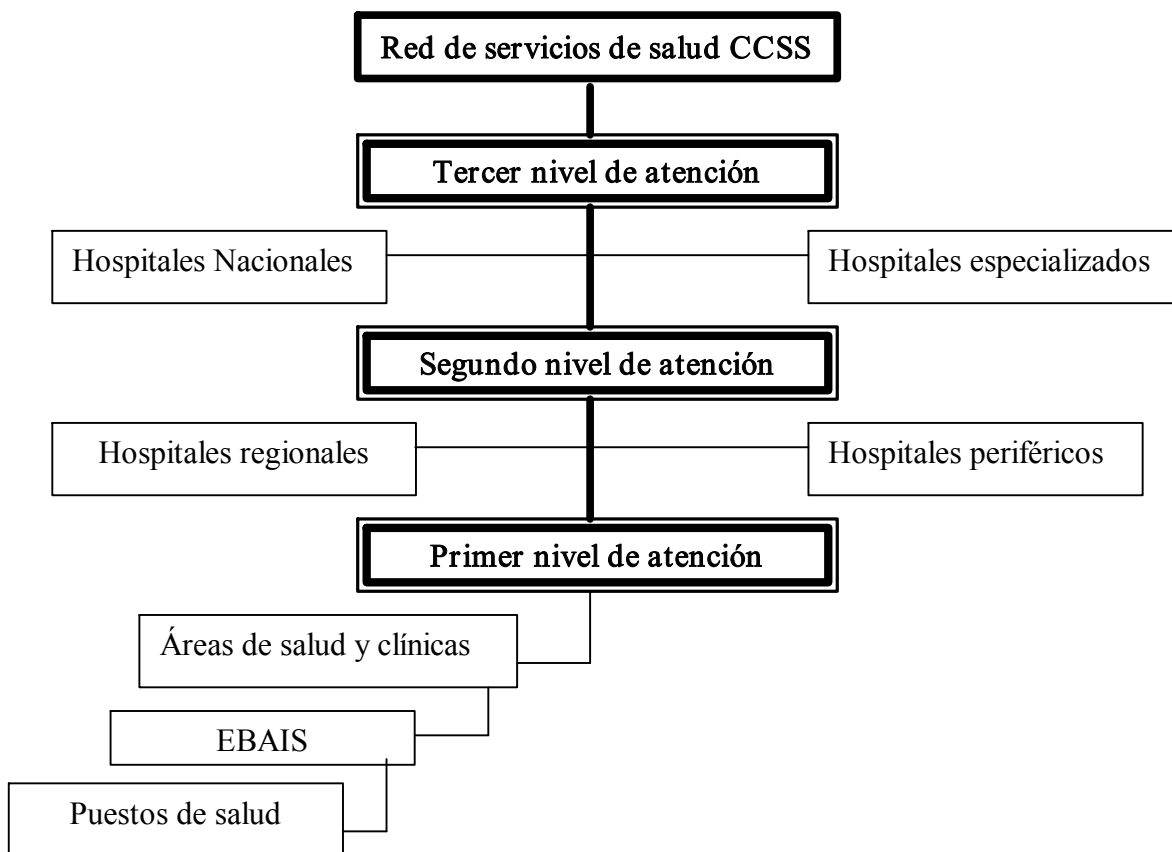 Red de servicios de salud CCSS
Tercer nivel de atención
Hospitales Nacionales
Hospitales especializados
Segundo nivel de atención
Hospitales regionales
Hospitales periféricos
Primer nivel de atención
Áreas de salud y clínicas
EBAIS
Puestos de salud